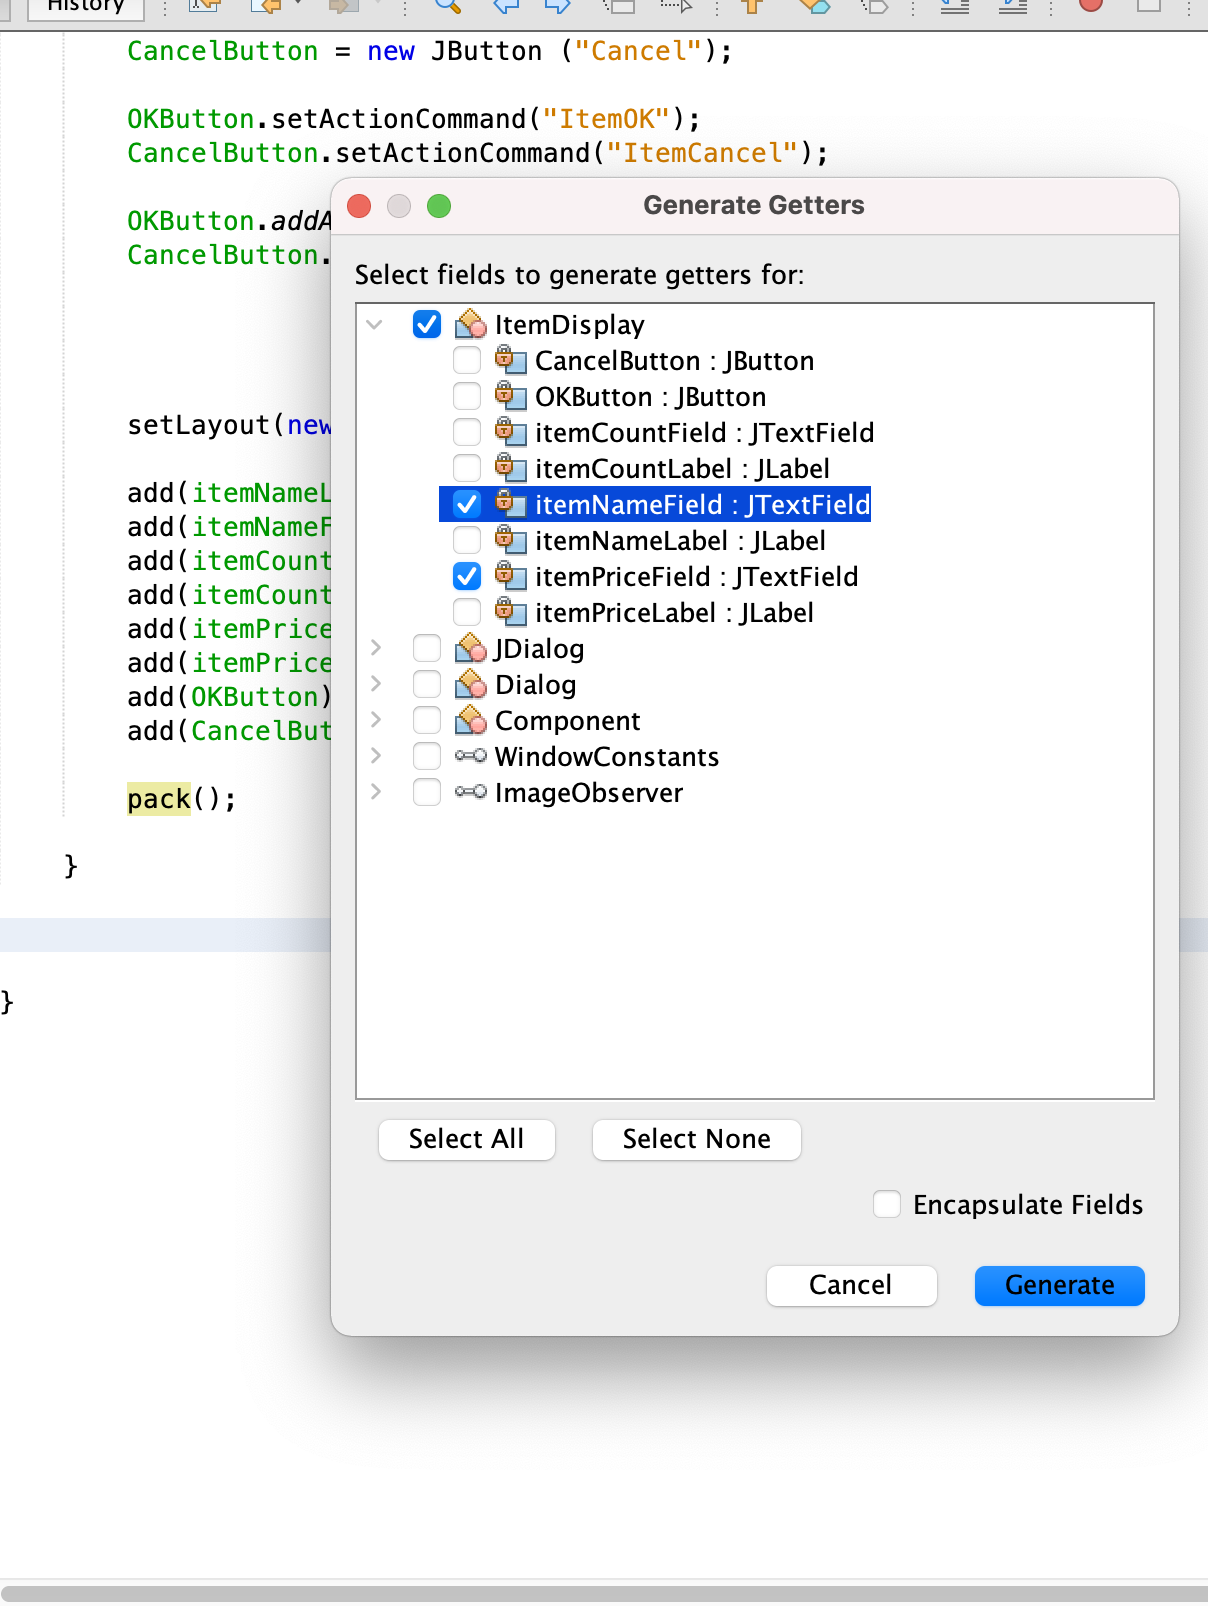 History
CancelButton = new JButton ("Cancel");
OKButton.setActionCommand("ItemOK");
CancelButton.setActionCommand("ItemCancel");
OKButton.addA
CancelButton.
setLayout(new
add(itemNameL
add(itemNameF
add(itemCount
add(itemCount
add(itemPrice
add(itemPrice
add(OKButton)
add(CancelBut
pack();
}
}
Generate Getters
Select fields to generate getters for:
ItemDisplay
CancelButton : JButton
OKButton : JButton
itemCountField : JTextField
itemCountLabel : JLabel
itemNameField : JTextField
itemNameLabel : JLabel
itemPriceField : JTextField
itemPriceLabel : JLabel
JDialog
Dialog
Component
WindowConstants
ImageObserver
Select All
Select None
Encapsulate Fields
Cancel
Generate